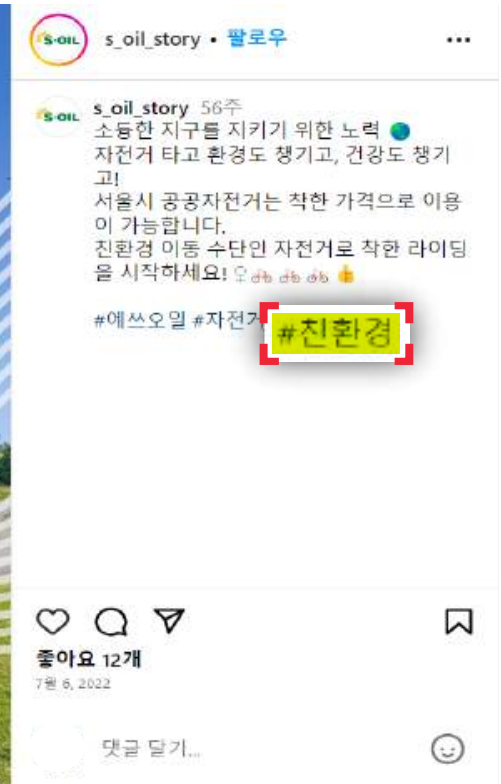 S-OIL s_oil_story • 팔로우
S-OIL s_oil_story 56주
소등한 지구를 지키기 위한 노력
자전거 타고 환경도 챙기고, 건강도 챙기
고!
서울시 공공자전거는 착한 가격으로 이용
이 가능합니다.
친환경 이동 수단인 자전거로 착한 라이딩
을 시작하세요!
#에쓰오일 #자전거 #친환경
좋아요 12개
7월 6, 2022
댓글 달기...